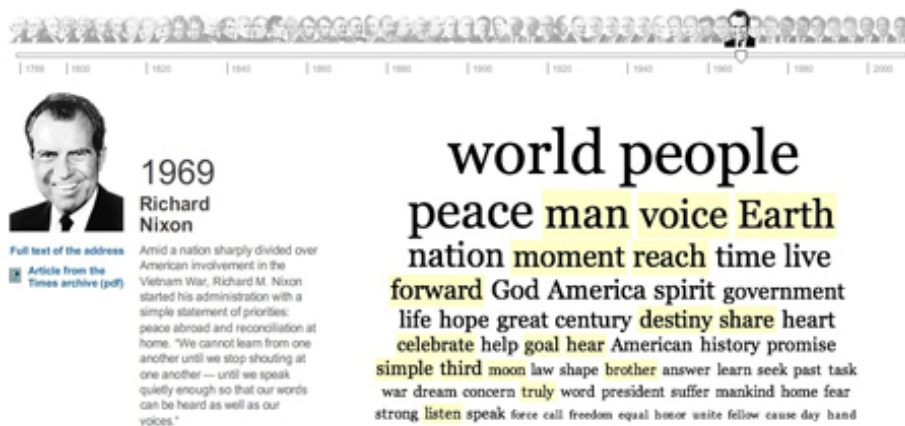 1789 1800 1820 1840 1860 1880 1900 1920 1940 1960 1980 2000
1969
Richard
Nixon
Full text of the address
Article from the
Times archive (pdf)
Amid a nation sharply divided over
American involvement in the
Vietnam War, Richard M. Nixon
started his administration with a
simple statement of priorities:
peace abroad and reconciliation at
home. "We cannot learn from one
another until we stop shouting at
one another — until we speak
quietly enough so that our words
can be heard as well as our
voices."
world people
peace man voice Earth
nation moment reach time live
forward God America spirit government
life hope great century destiny share heart
celebrate help goal hear American history promise
simple third moon law shape brother answer learn seek past task
war dream concern truly word president suffer mankind home fear
strong listen speak force call freedom equal honor unite fellow cause day hand